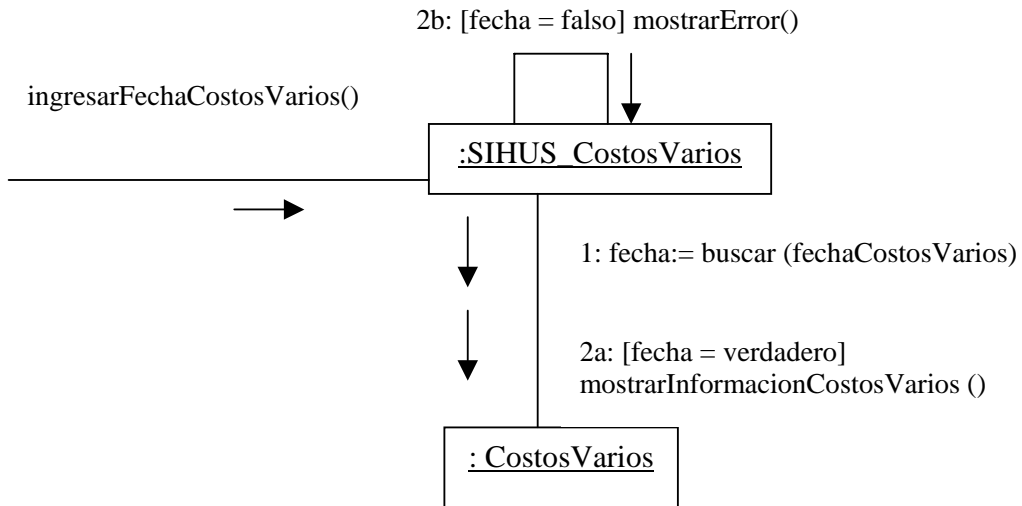 2b: [fecha = falso] mostrarError()
ingresarFechaCostosVarios()
:SIHUS_CostosVarios
1: fecha:= buscar (fechaCostosVarios)
2a: [fecha = verdadero]
mostrarInformacionCostosVarios ()
: CostosVarios